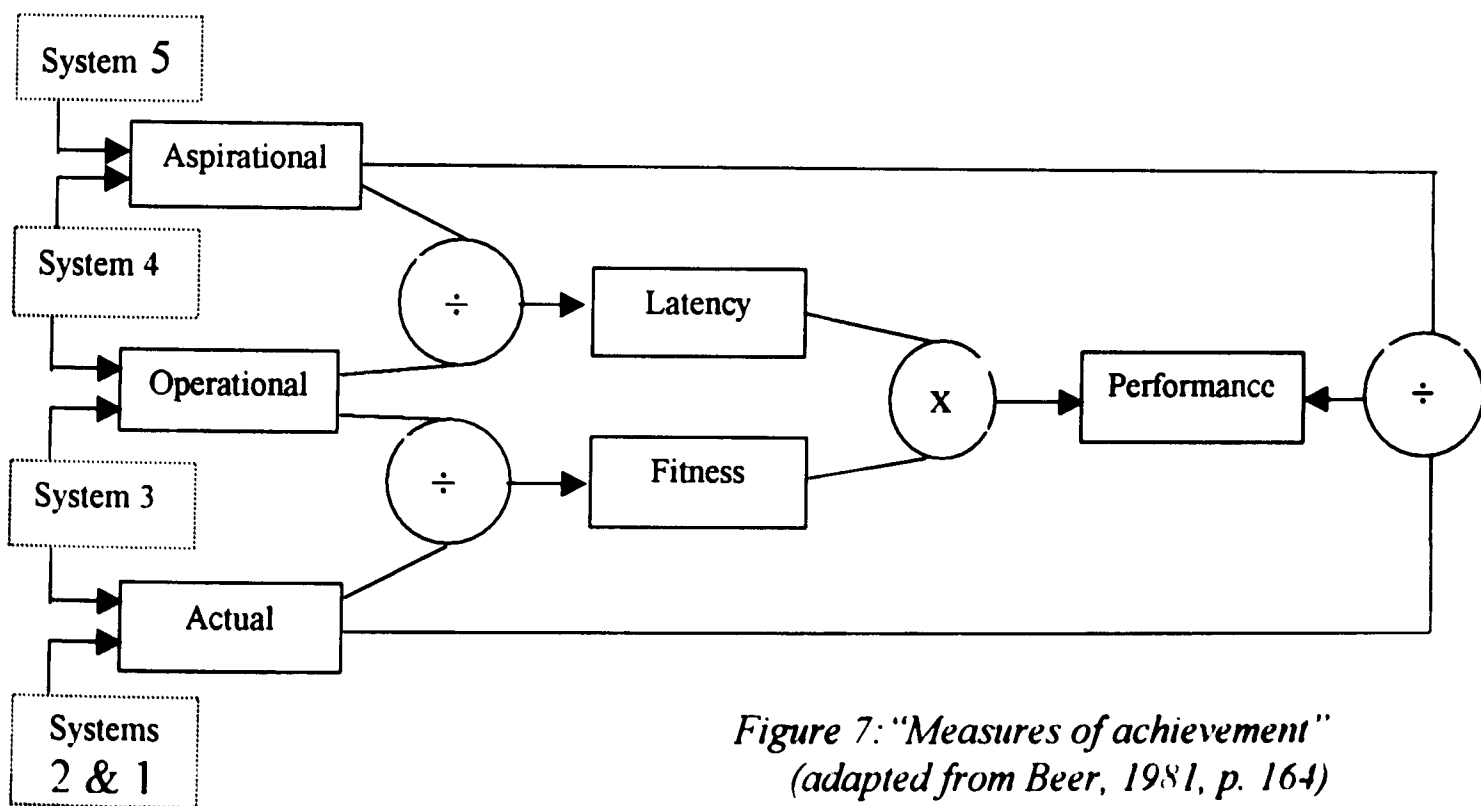 System 5
Aspirational
System 4
÷
Latency
Operational
x
Performance
÷
÷
Fitness
System 3
Actual
Systems
2 & 1
Figure 7: "Measures of achievement"
(adapted from Beer, 1981, p. 164)